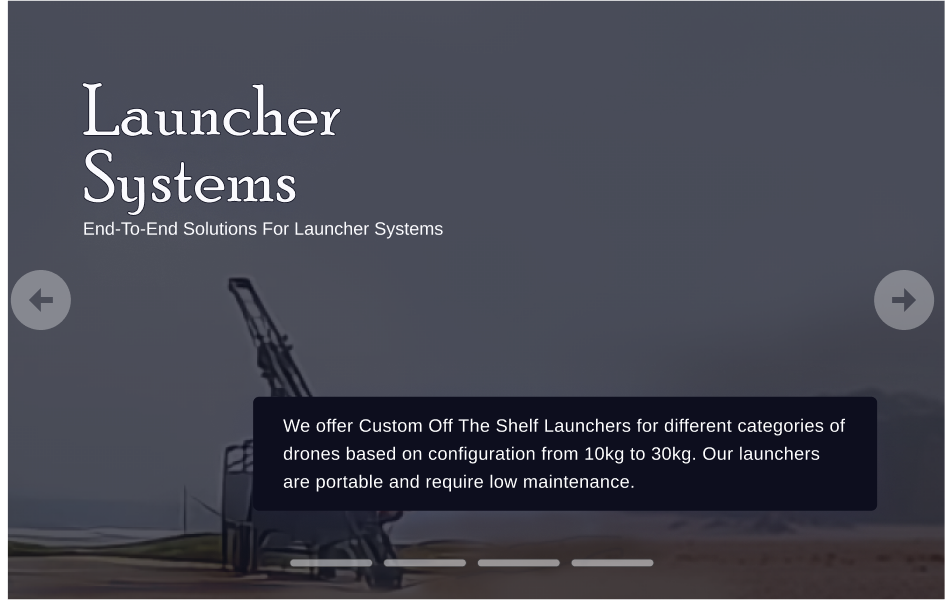 Launcher
Systems
End-To-End Solutions For Launcher Systems
We offer Custom Off The Shelf Launchers for different categories of
drones based on configuration from 10kg to 30kg. Our launchers
are portable and require low maintenance.